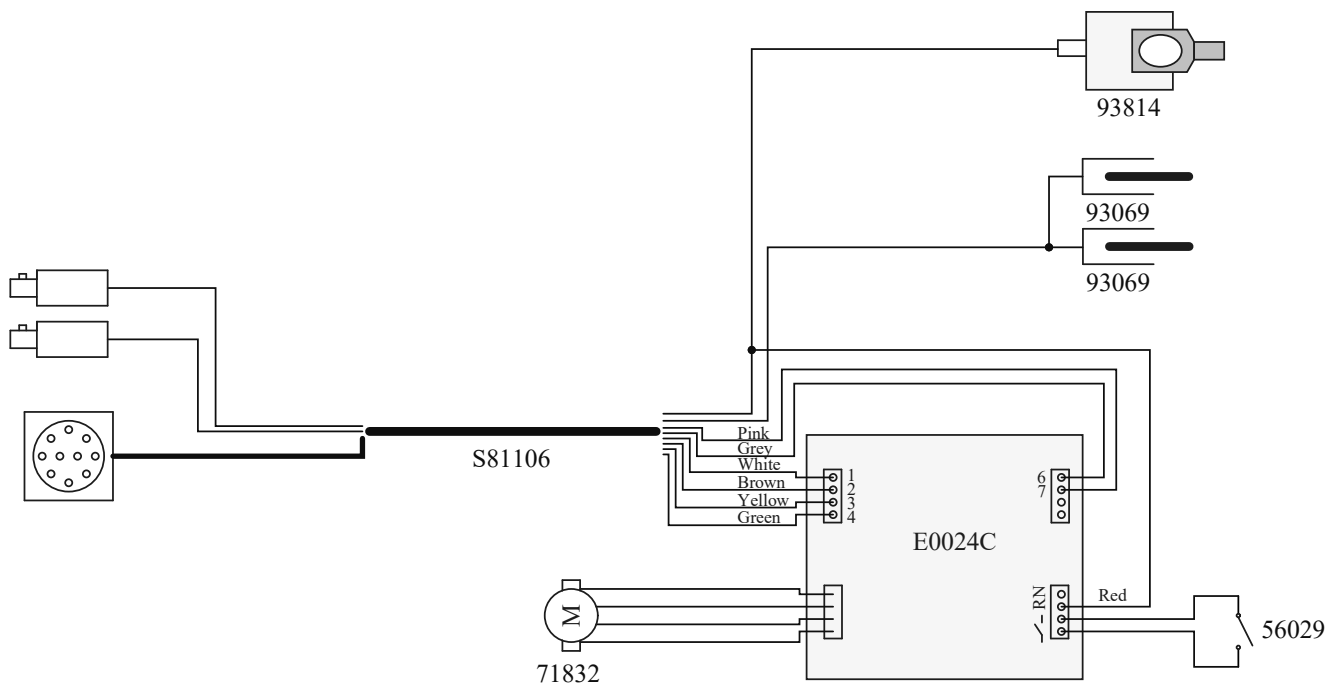 93814
93069
93069
Pink
Grey
White
Brown
Yellow
Green
S81106
1
2
3
4
6
7
E0024C
RN
Red
M
71832
56029